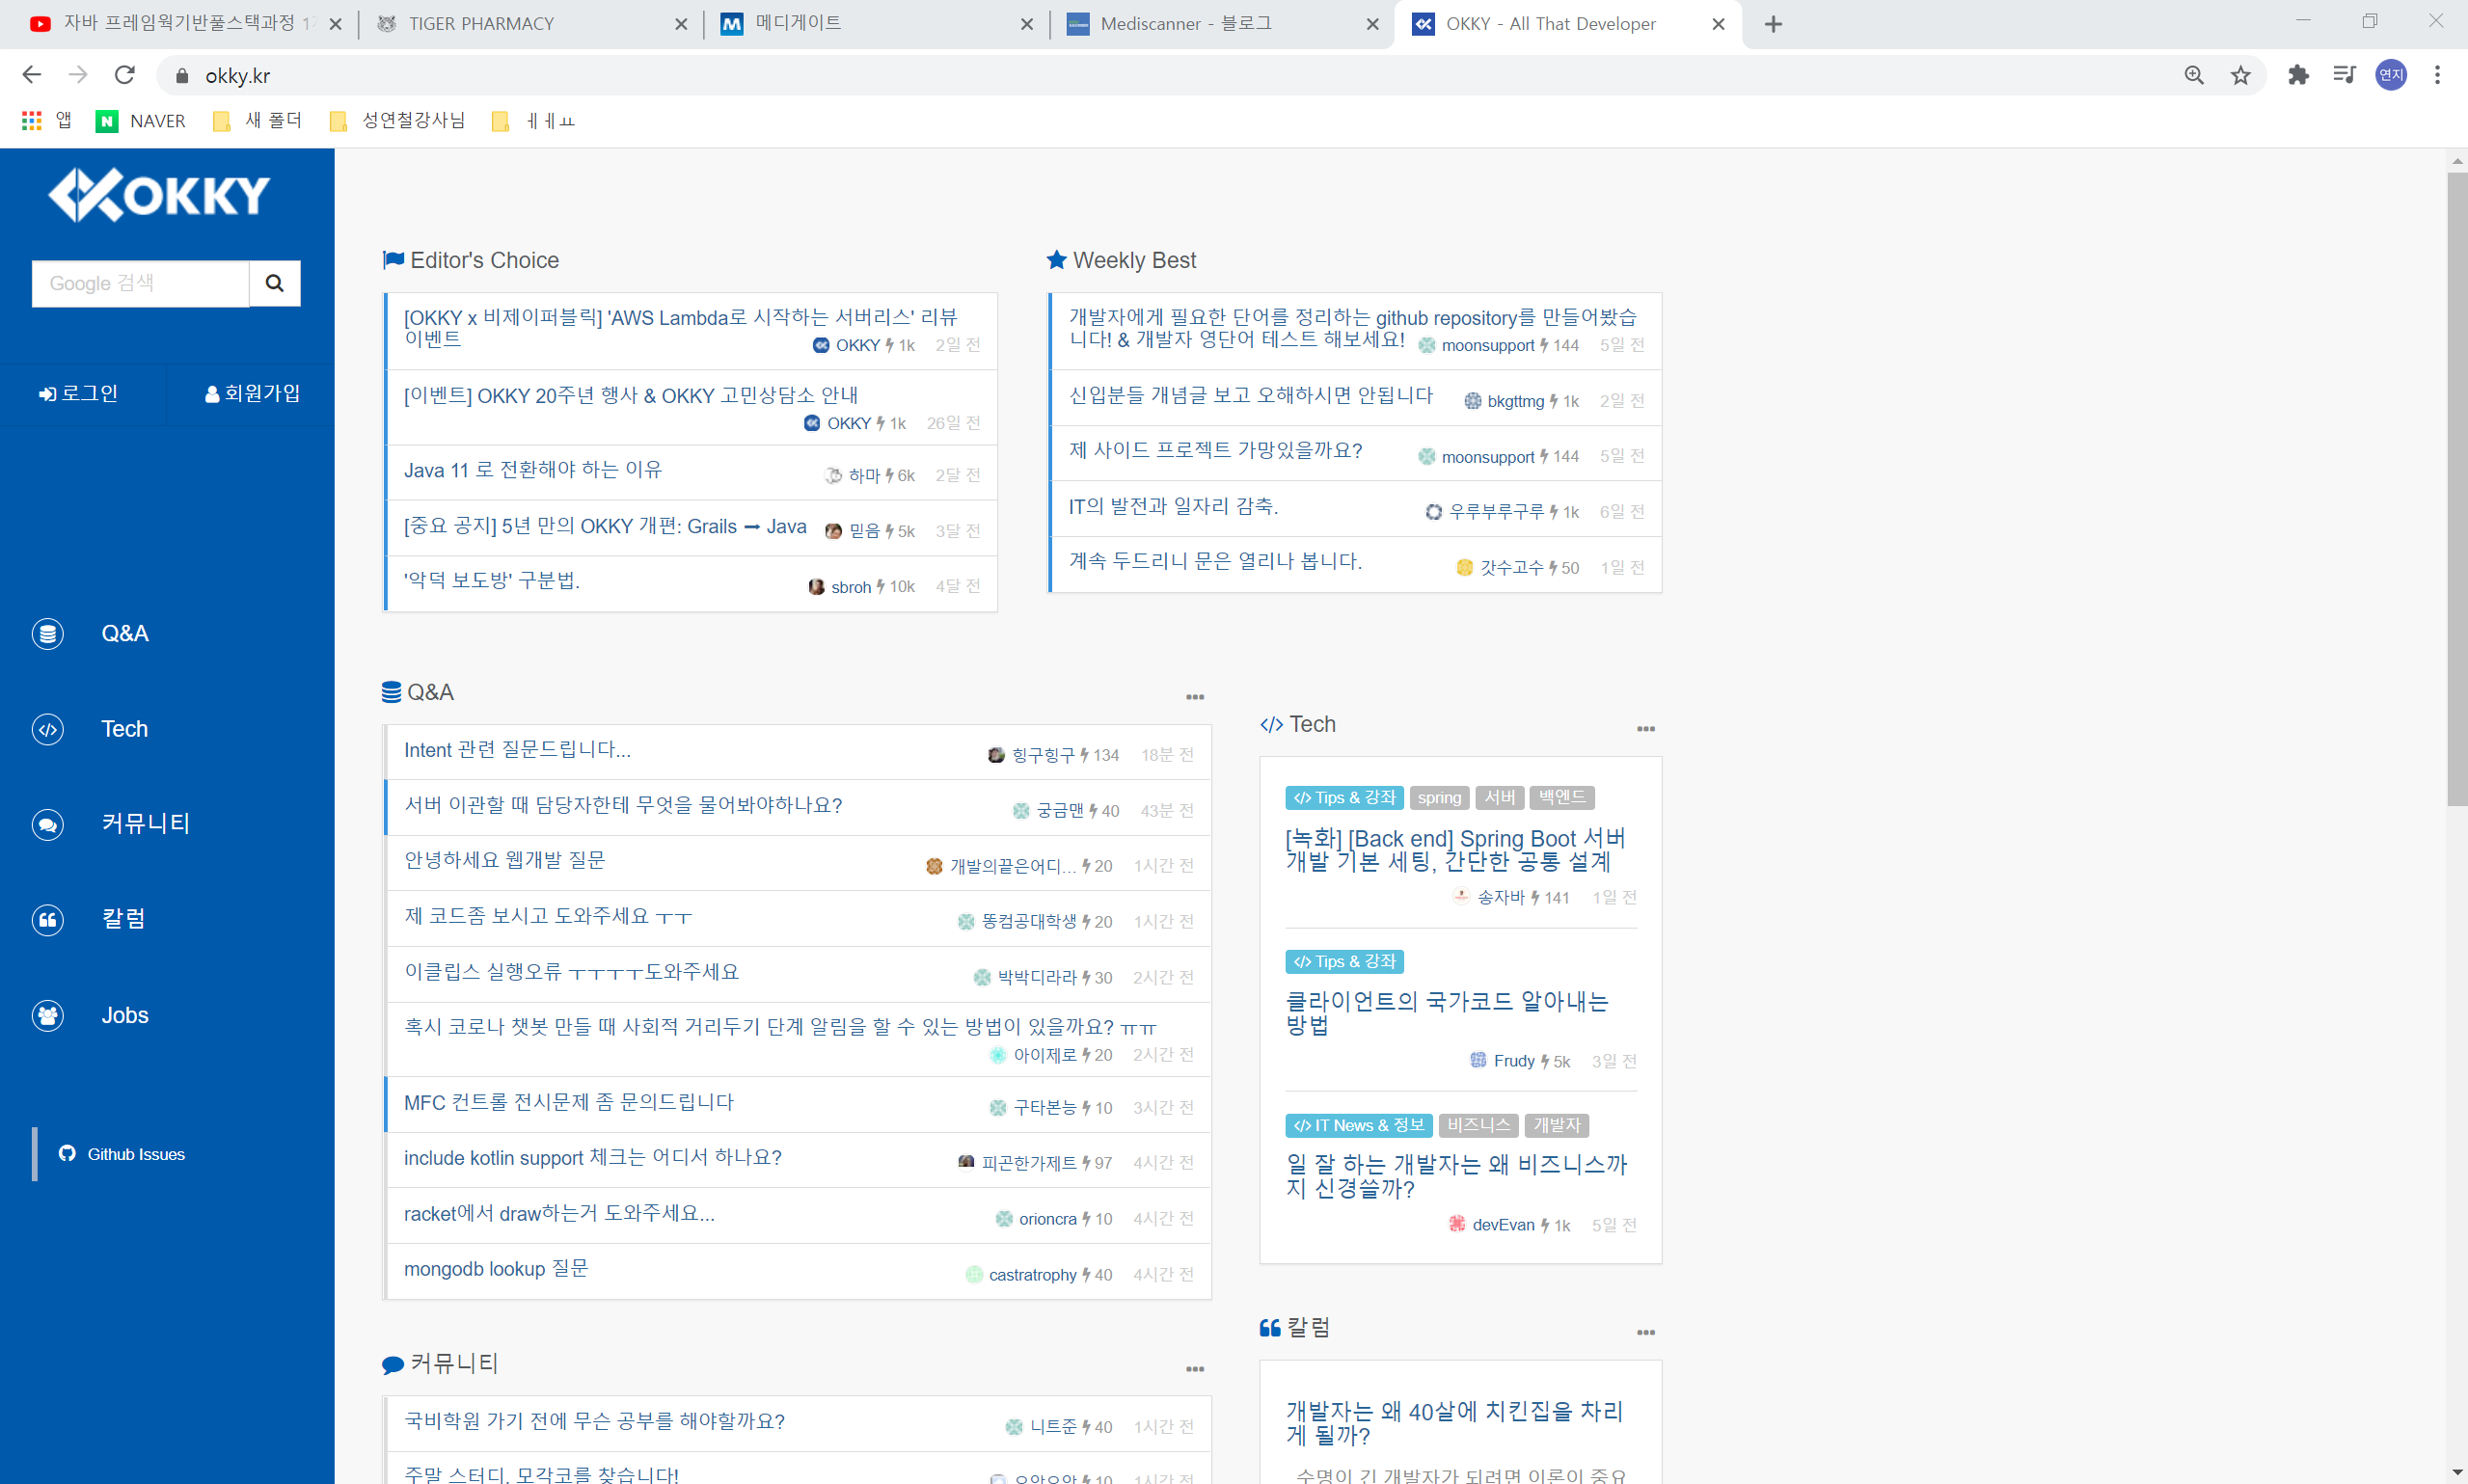 자바 프레임웍기반풀스택과정
TIGER PHARMACY
메디게이트
Mediscanner - 블로그
OKKY - All That Developer
okky.kr
연지
앱
NAVER
새 폴더
성연철강사님
ㅔㅔㅛ
OKKY
Google 검색
로그인
회원가입
Q&A
Tech
커뮤니티
칼럼
Jobs
Github Issues
Editor's Choice
[OKKY x 비제이퍼블릭] 'AWS Lambda로 시작하는 서버리스' 리뷰
이벤트 OKKY 1k 2일 전
[이벤트] OKKY 20주년 행사 & OKKY 고민상담소 안내
OKKY 1k 26일 전
Java 11 로 전환해야 하는 이유 하마 6k 2달 전
[중요 공지] 5년 만의 OKKY 개편: Grails ➡ Java 믿음 5k 3달 전
'악덕 보도방' 구분법. sbroh 10k 4달 전
Weekly Best
개발자에게 필요한 단어를 정리하는 github repository를 만들어봤습
니다! & 개발자 영단어 테스트 해보세요! moonsupport 144 5일 전
신입분들 개념글 보고 오해하시면 안됩니다 bkgttmg 1k 2일 전
제 사이드 프로젝트 가망있을까요? moonsupport 144 5일 전
IT의 발전과 일자리 감축. 우루부루구루 1k 6일 전
계속 두드리니 문은 열리나 봅니다. 갓수고수 50 1일 전
Q&A
Intent 관련 질문드립니다... 힝구힝구 134 18분 전
서버 이관할 때 담당자한테 무엇을 물어봐야하나요? 궁금맨 40 43분 전
안녕하세요 웹개발 질문 개발의끝은어디... 20 1시간 전
제 코드좀 보시고 도와주세요 ㅜㅜ 똥컴공대학생 20 1시간 전
이클립스 실행오류 ㅜㅜㅜㅜ도와주세요 박박디라라 30 2시간 전
혹시 코로나 챗봇 만들 때 사회적 거리두기 단계 알림을 할 수 있는 방법이 있을까요? ㅠㅠ
아이제로 20 2시간 전
MFC 컨트롤 전시문제 좀 문의드립니다 구타본능 10 3시간 전
include kotlin support 체크는 어디서 하나요? 피곤한가제트 97 4시간 전
racket에서 draw하는거 도와주세요... orioncra 10 4시간 전
mongodb lookup 질문 castratrophy 40 4시간 전
Tech
Tips & 강좌 spring 서버 백엔드
[녹화] [Back end] Spring Boot 서버
개발 기본 세팅, 간단한 공통 설계
송자바 141 1일 전
Tips & 강좌
클라이언트의 국가코드 알아내는
방법
Frudy 5k 3일 전
IT News & 정보 비즈니스 개발자
일 잘 하는 개발자는 왜 비즈니스까
지 신경쓸까?
devEvan 1k 5일 전
커뮤니티
국비학원 가기 전에 무슨 공부를 해야할까요? 니트준 40 1시간 전
주말 스터디, 모각코를 찾습니다! 10 1시간 전
칼럼
개발자는 왜 40살에 치킨집을 차리
게 될까?
수명이 긴 개발자가 되려면 이론이 중요